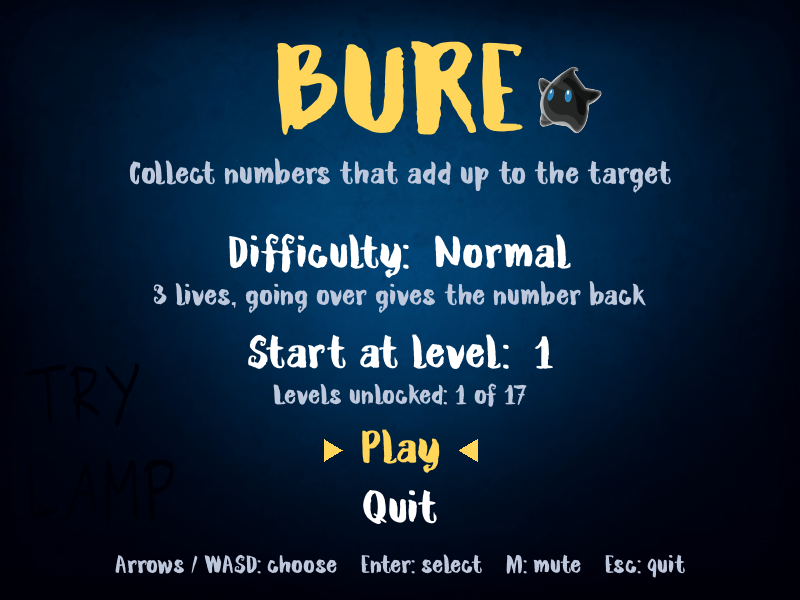 BURE
Collect numbers that add up to the target
Difficulty: Normal
3 lives, going over gives the number back
Start at level: 1
Levels unlocked: 1 of 17
TRY
LAMP
Play
Quit
Arrows / WASD: choose Enter: select M: mute Esc: quit